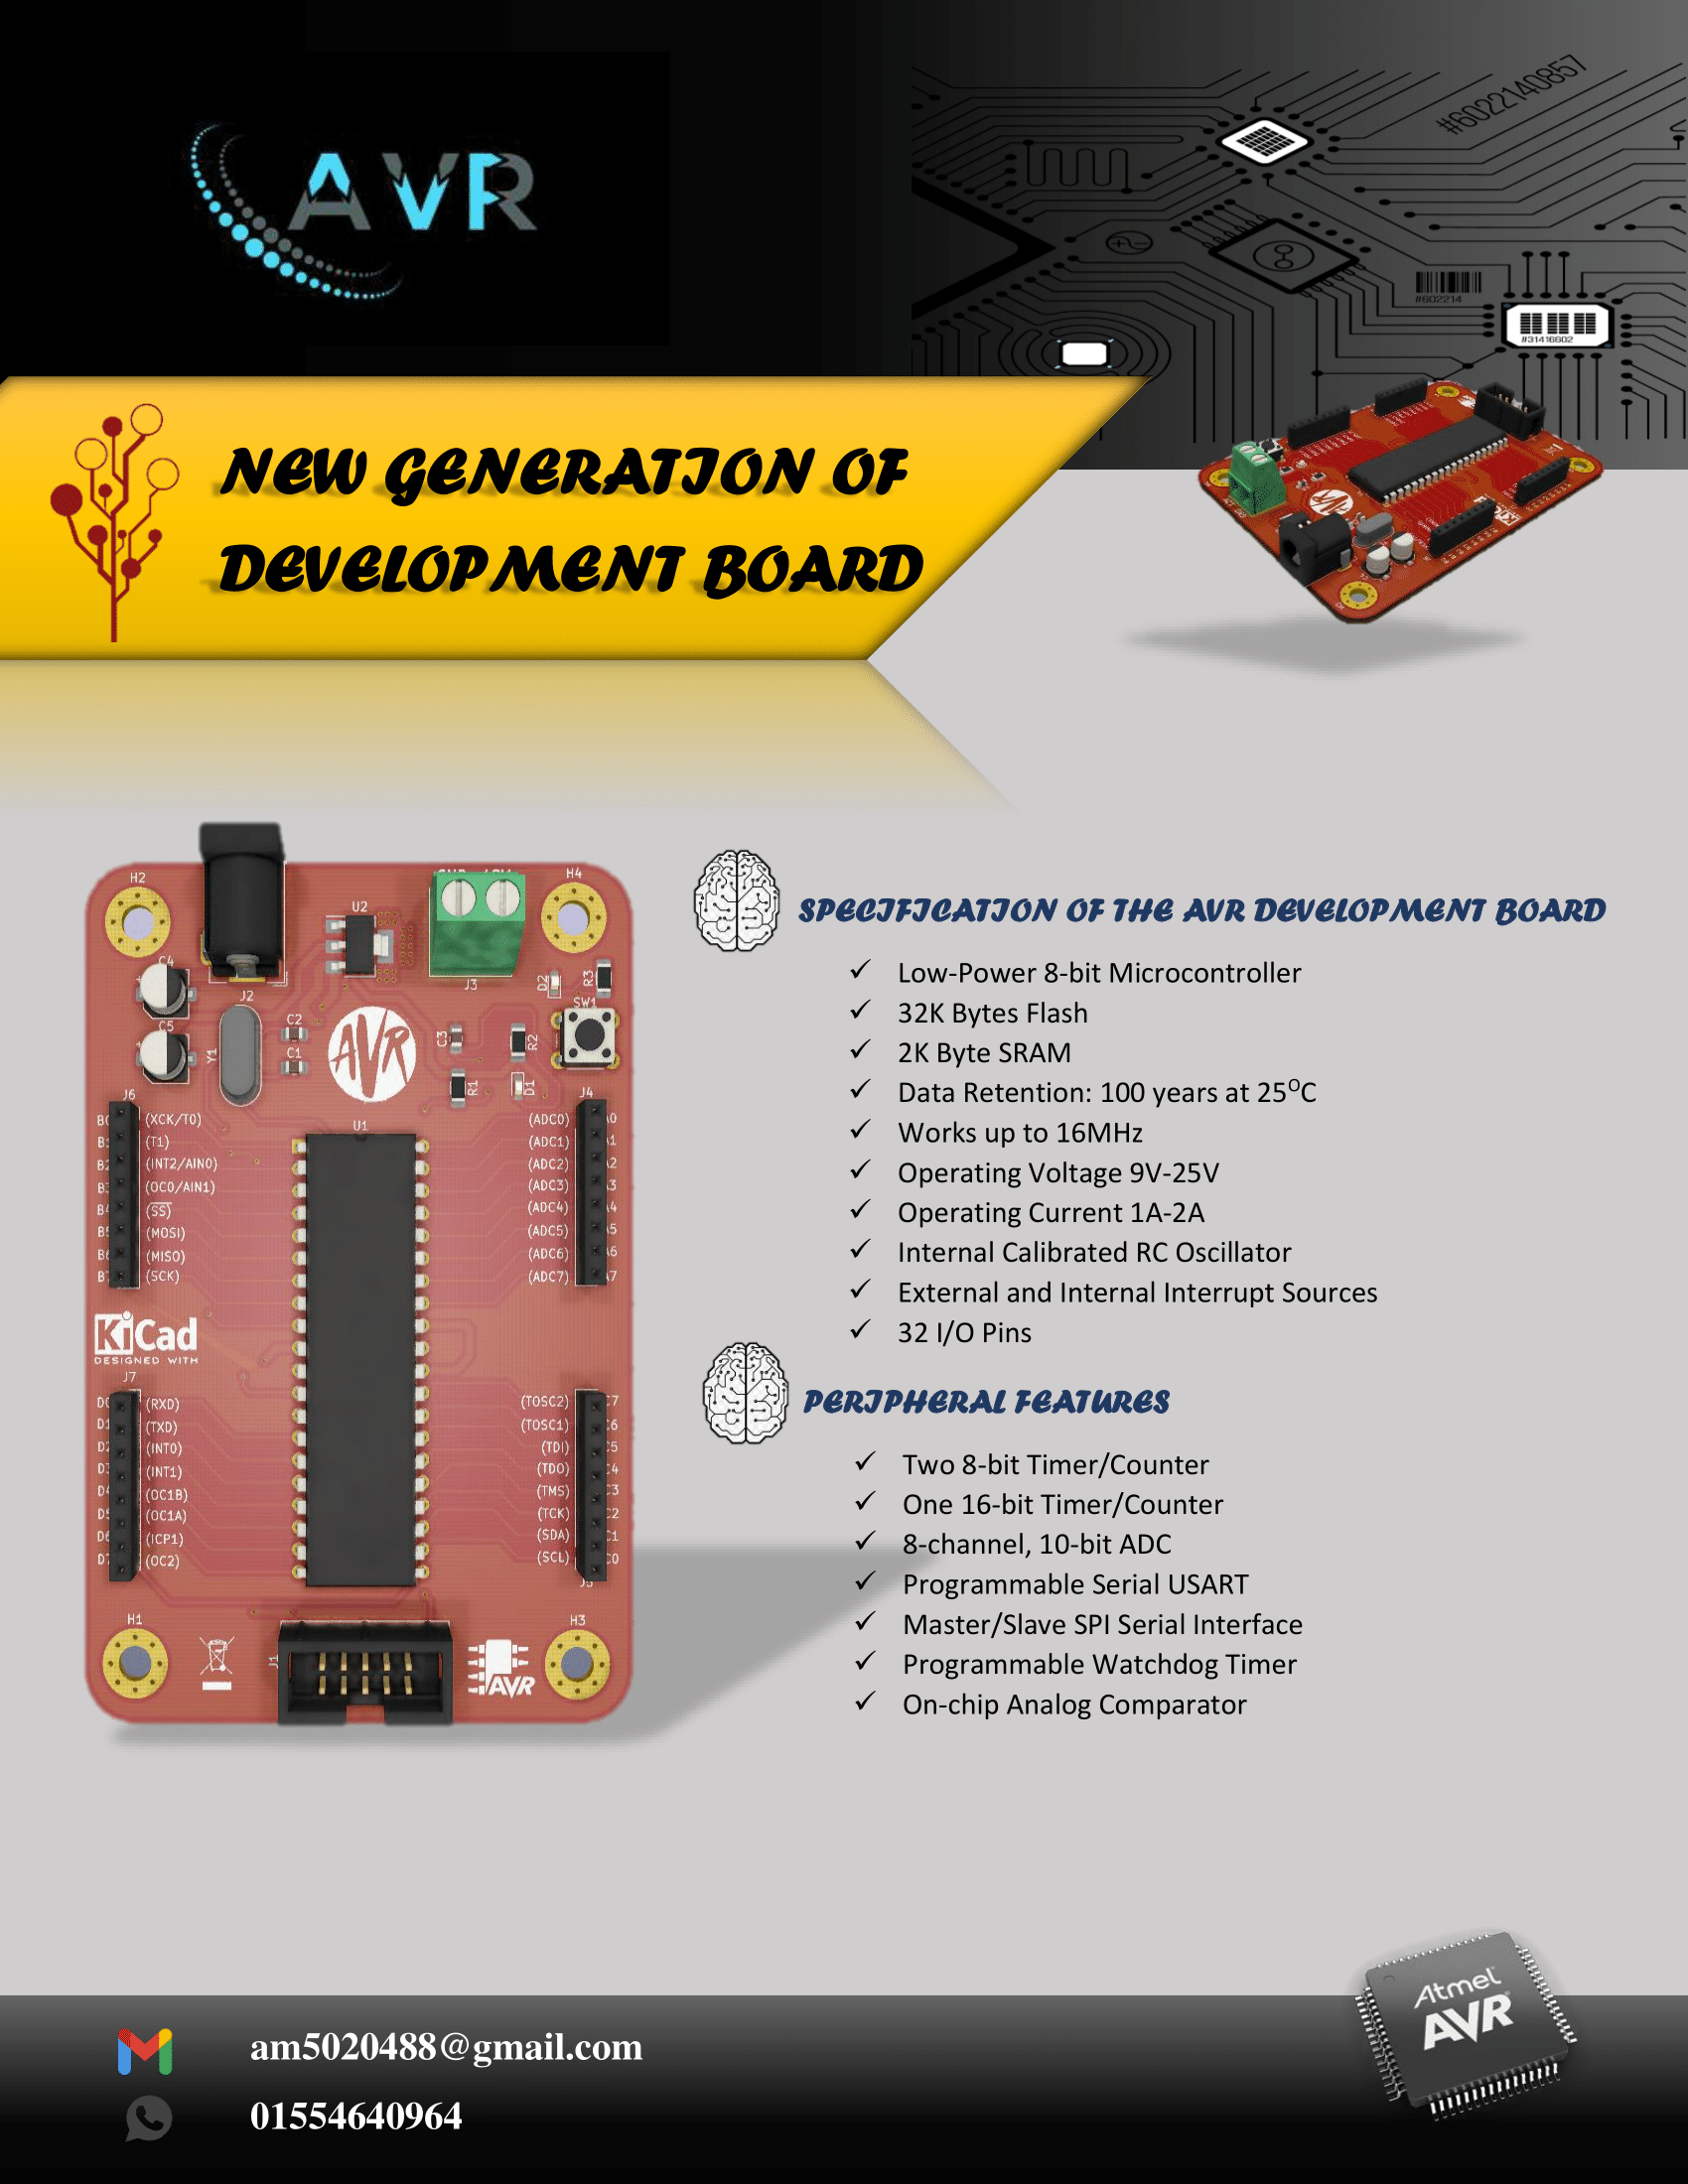 #6022140857
AVR
#602214
#31416602
NEW GENERATION OF
DEVELOPMENT BOARD
SPECIFICATION OF THE AVR DEVELOPMENT BOARD
✓ Low-Power 8-bit Microcontroller
✓ 32K Bytes Flash
✓ 2K Byte SRAM
✓ Data Retention: 100 years at 25°C
✓ Works up to 16MHz
✓ Operating Voltage 9V-25V
✓ Operating Current 1A-2A
✓ Internal Calibrated RC Oscillator
✓ External and Internal Interrupt Sources
✓ 32 I/O Pins
PERIPHERAL FEATURES
✓ Two 8-bit Timer/Counter
✓ One 16-bit Timer/Counter
✓ 8-channel, 10-bit ADC
✓ Programmable Serial USART
✓ Master/Slave SPI Serial Interface
✓ Programmable Watchdog Timer
✓ On-chip Analog Comparator
H2
U2
H4
C4
J2
J3
D2
R3
SW1
C5
Y1
C2
C1
AVR
C3
R2
R1
D1
J6
J4
U1
(XCK/T0)
(T1)
(INT2/AIN0)
(OC0/AIN1)
(SS)
(MOSI)
(MISO)
(SCK)
(ADC0)
(ADC1)
(ADC2)
(ADC3)
(ADC4)
(ADC5)
(ADC6)
(ADC7)
KiCad
DESIGNED WITH
J7
(RXD)
(TXD)
(INT0)
(INT1)
(OC1B)
(OC1A)
(ICP1)
(OC2)
(TOSC2)
(TOSC1)
(TDI)
(TDO)
(TMS)
(TCK)
(SDA)
(SCL)
J5
H1
H3
J1
AVR
Atmel
AVR
am5020488@gmail.com
01554640964